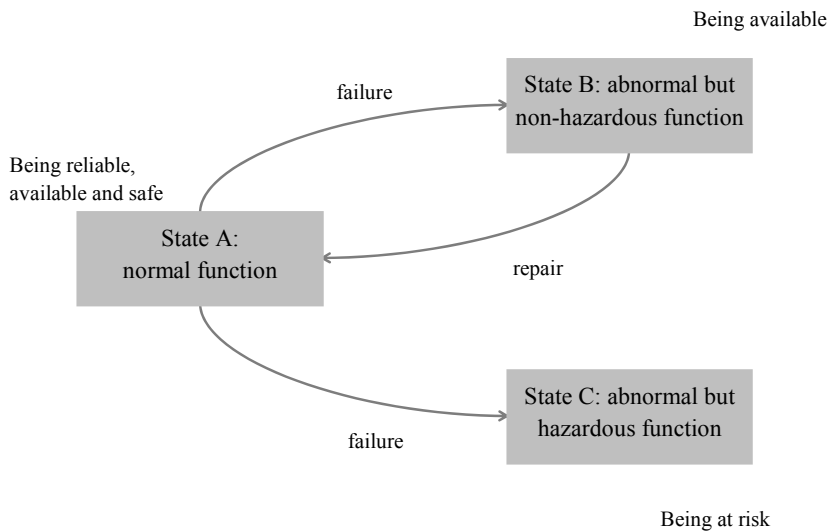 Being available
State B: abnormal but
non-hazardous function
failure
Being reliable,
available and safe
State A:
normal function
repair
State C: abnormal but
hazardous function
failure
Being at risk